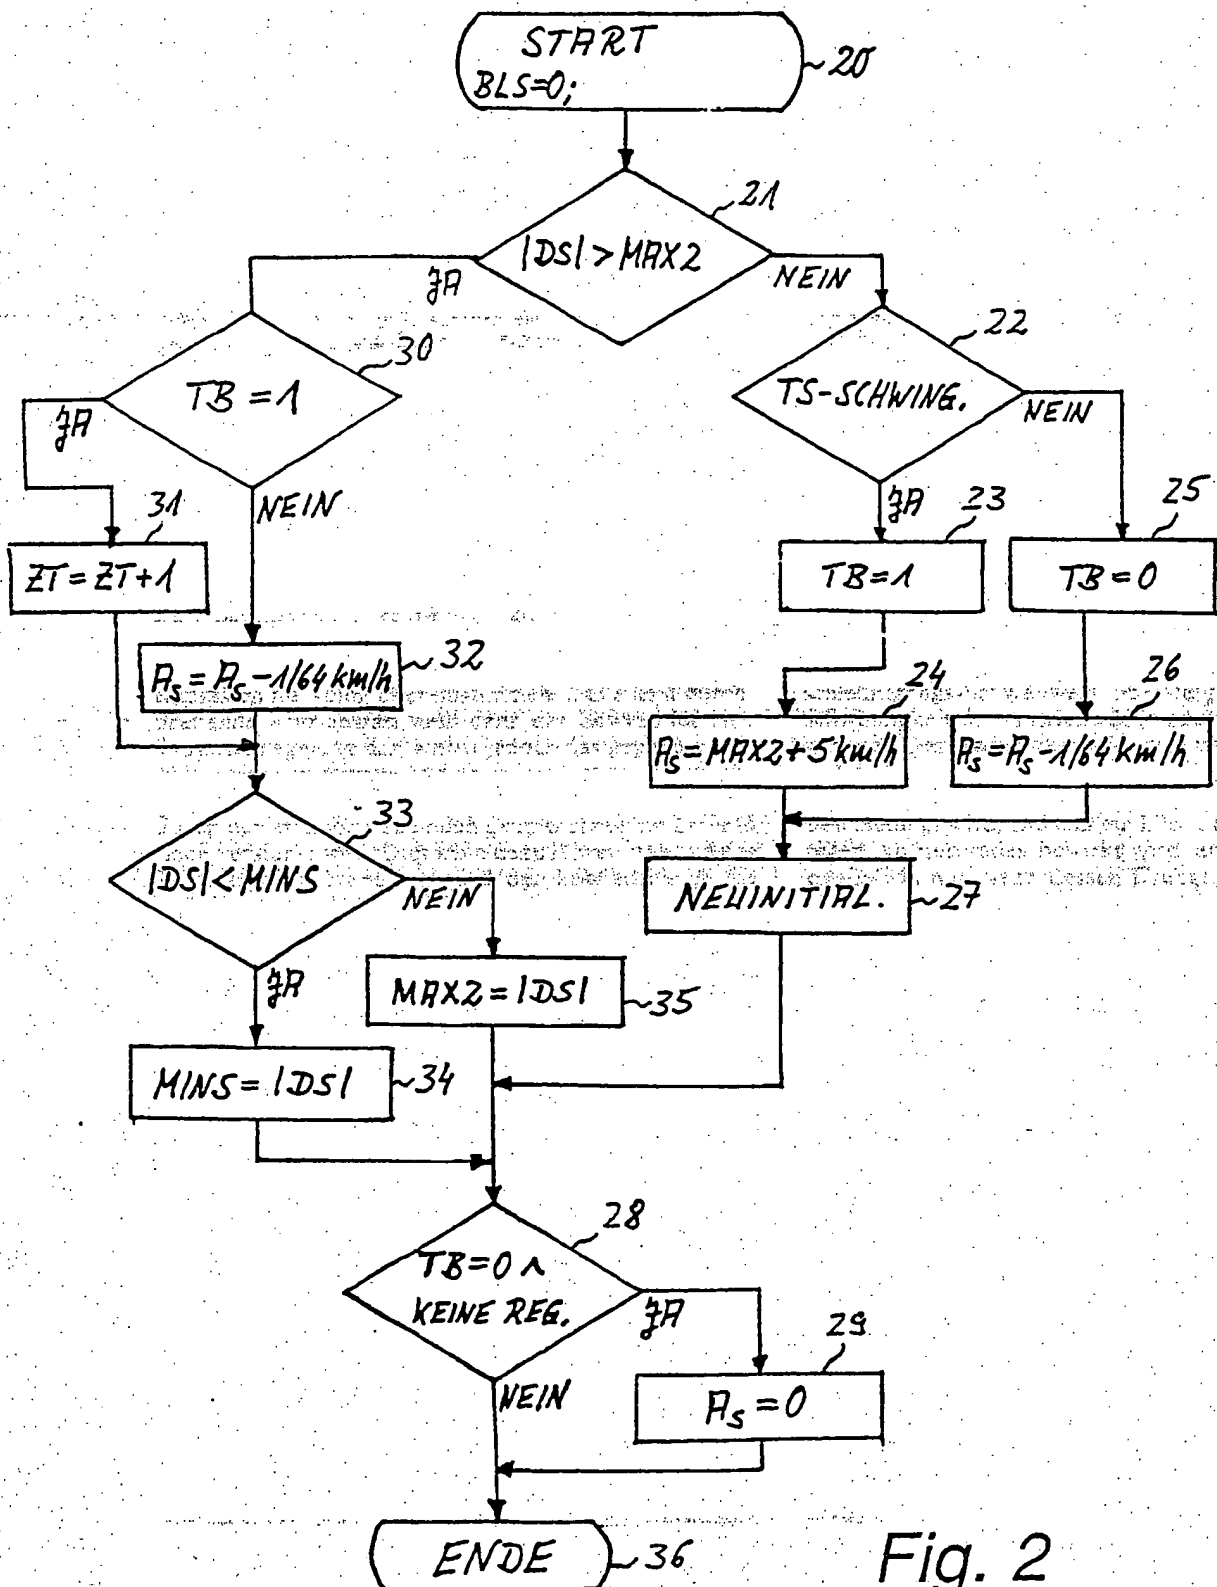 START
BLS=0;
20
21
|DS|>MAX2
JA
NEIN
30
TB=1
22
TS-SCHWING.
JA
NEIN
NEIN
JA
31
ZT=ZT+1
23
TB=1
25
TB=0
32
As=As-1/64 km/h
24
As=MAX2+5km/h
26
As=As-1/64 km/h
33
|DS|<MINS
NEIN
JA
NEUINITIAL.
27
MAX2=|DS|
35
MINS=|DS|
34
28
TB=0 ∧
KEINE REG.
JA
NEIN
29
As=0
ENDE
36
Fig. 2